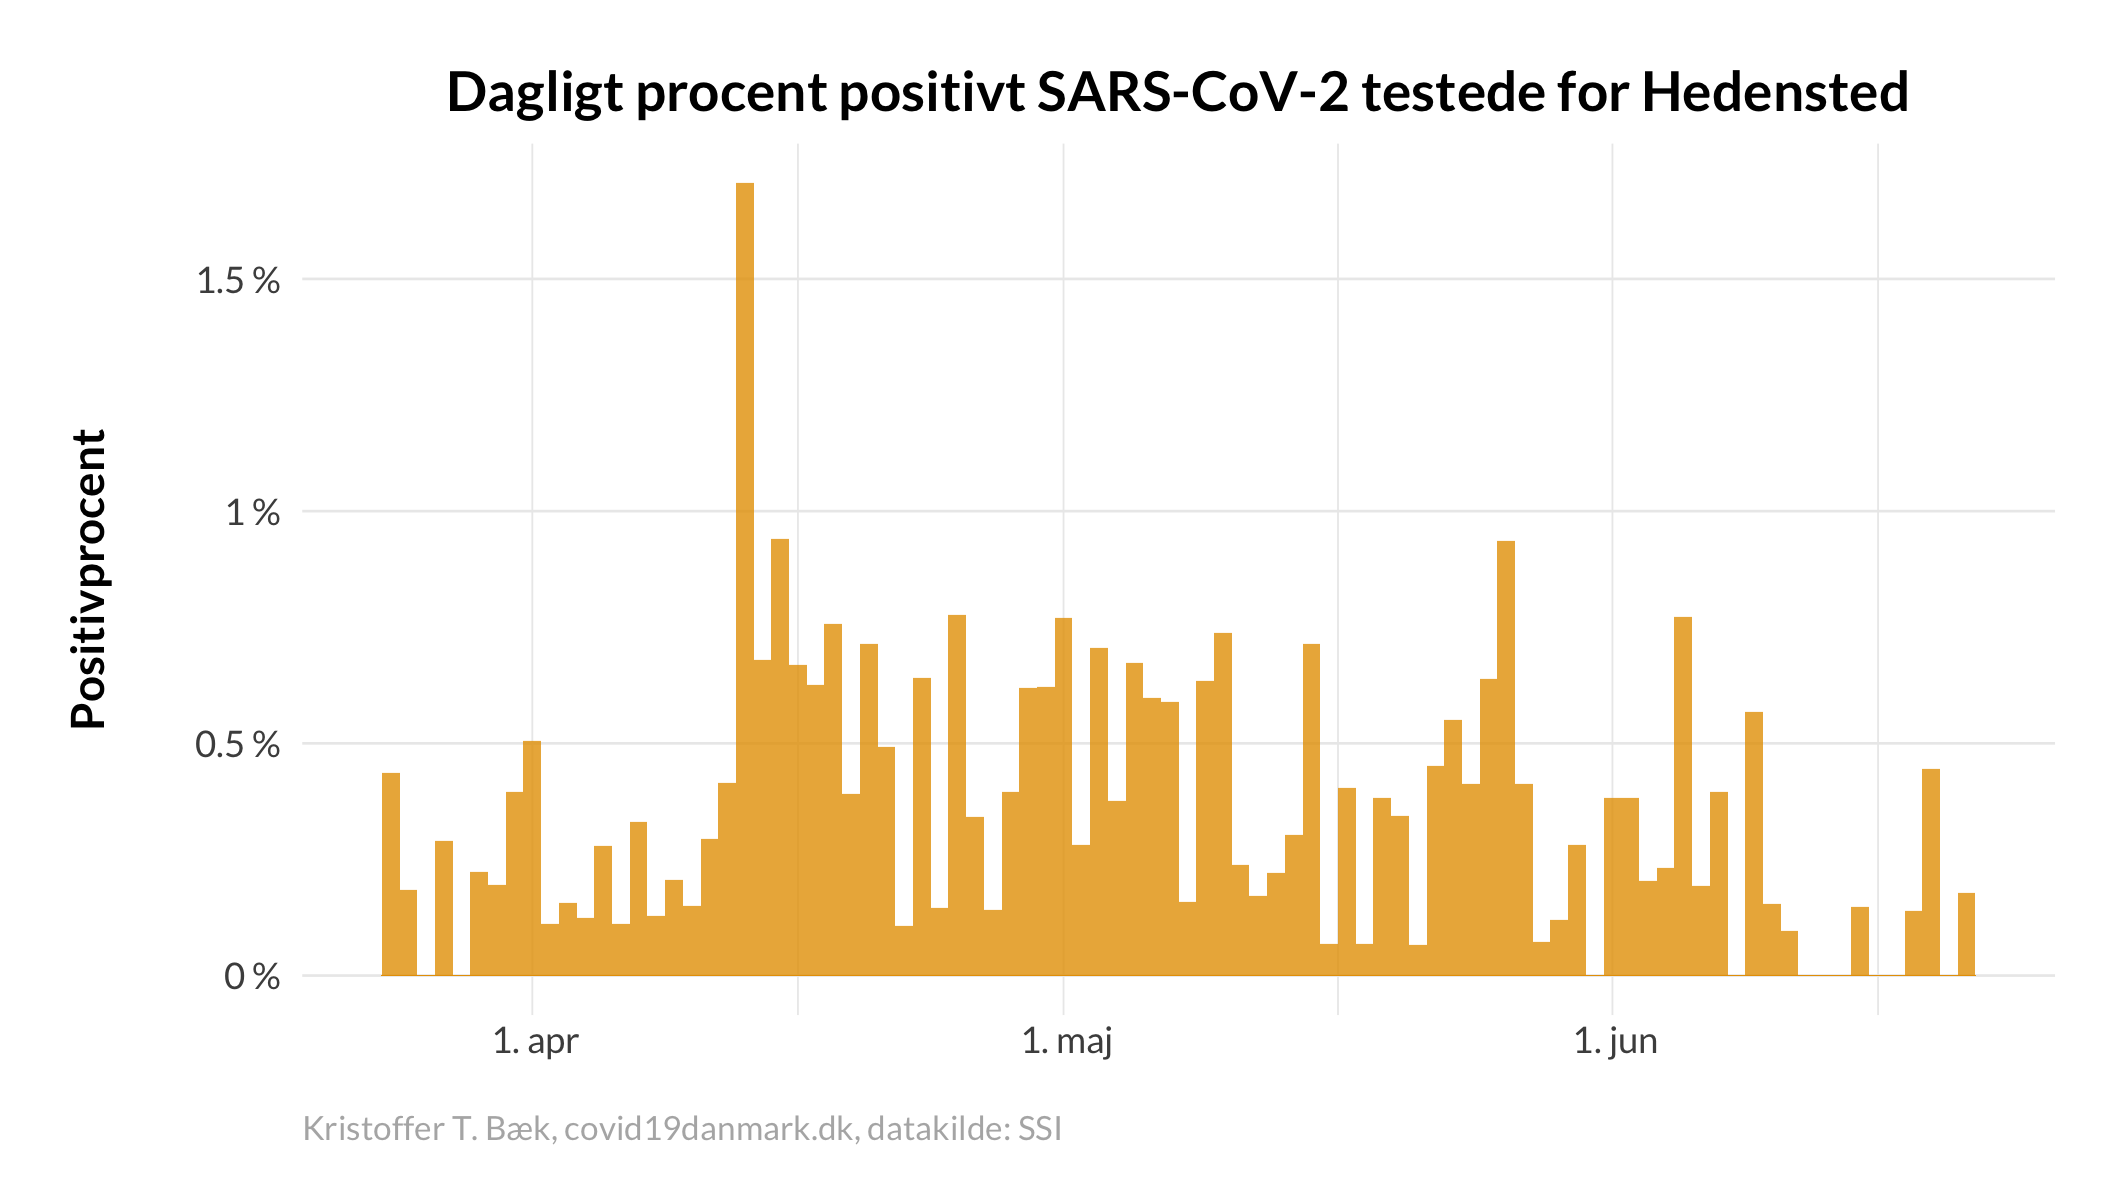 Dagligt procent positivt SARS-CoV-2 testede for Hedensted
Positivprocent
1.5 %
1 %
0.5 %
0 %
1. apr
1. maj
1. jun
Kristoffer T. Bæk, covid19danmark.dk, datakilde: SSI